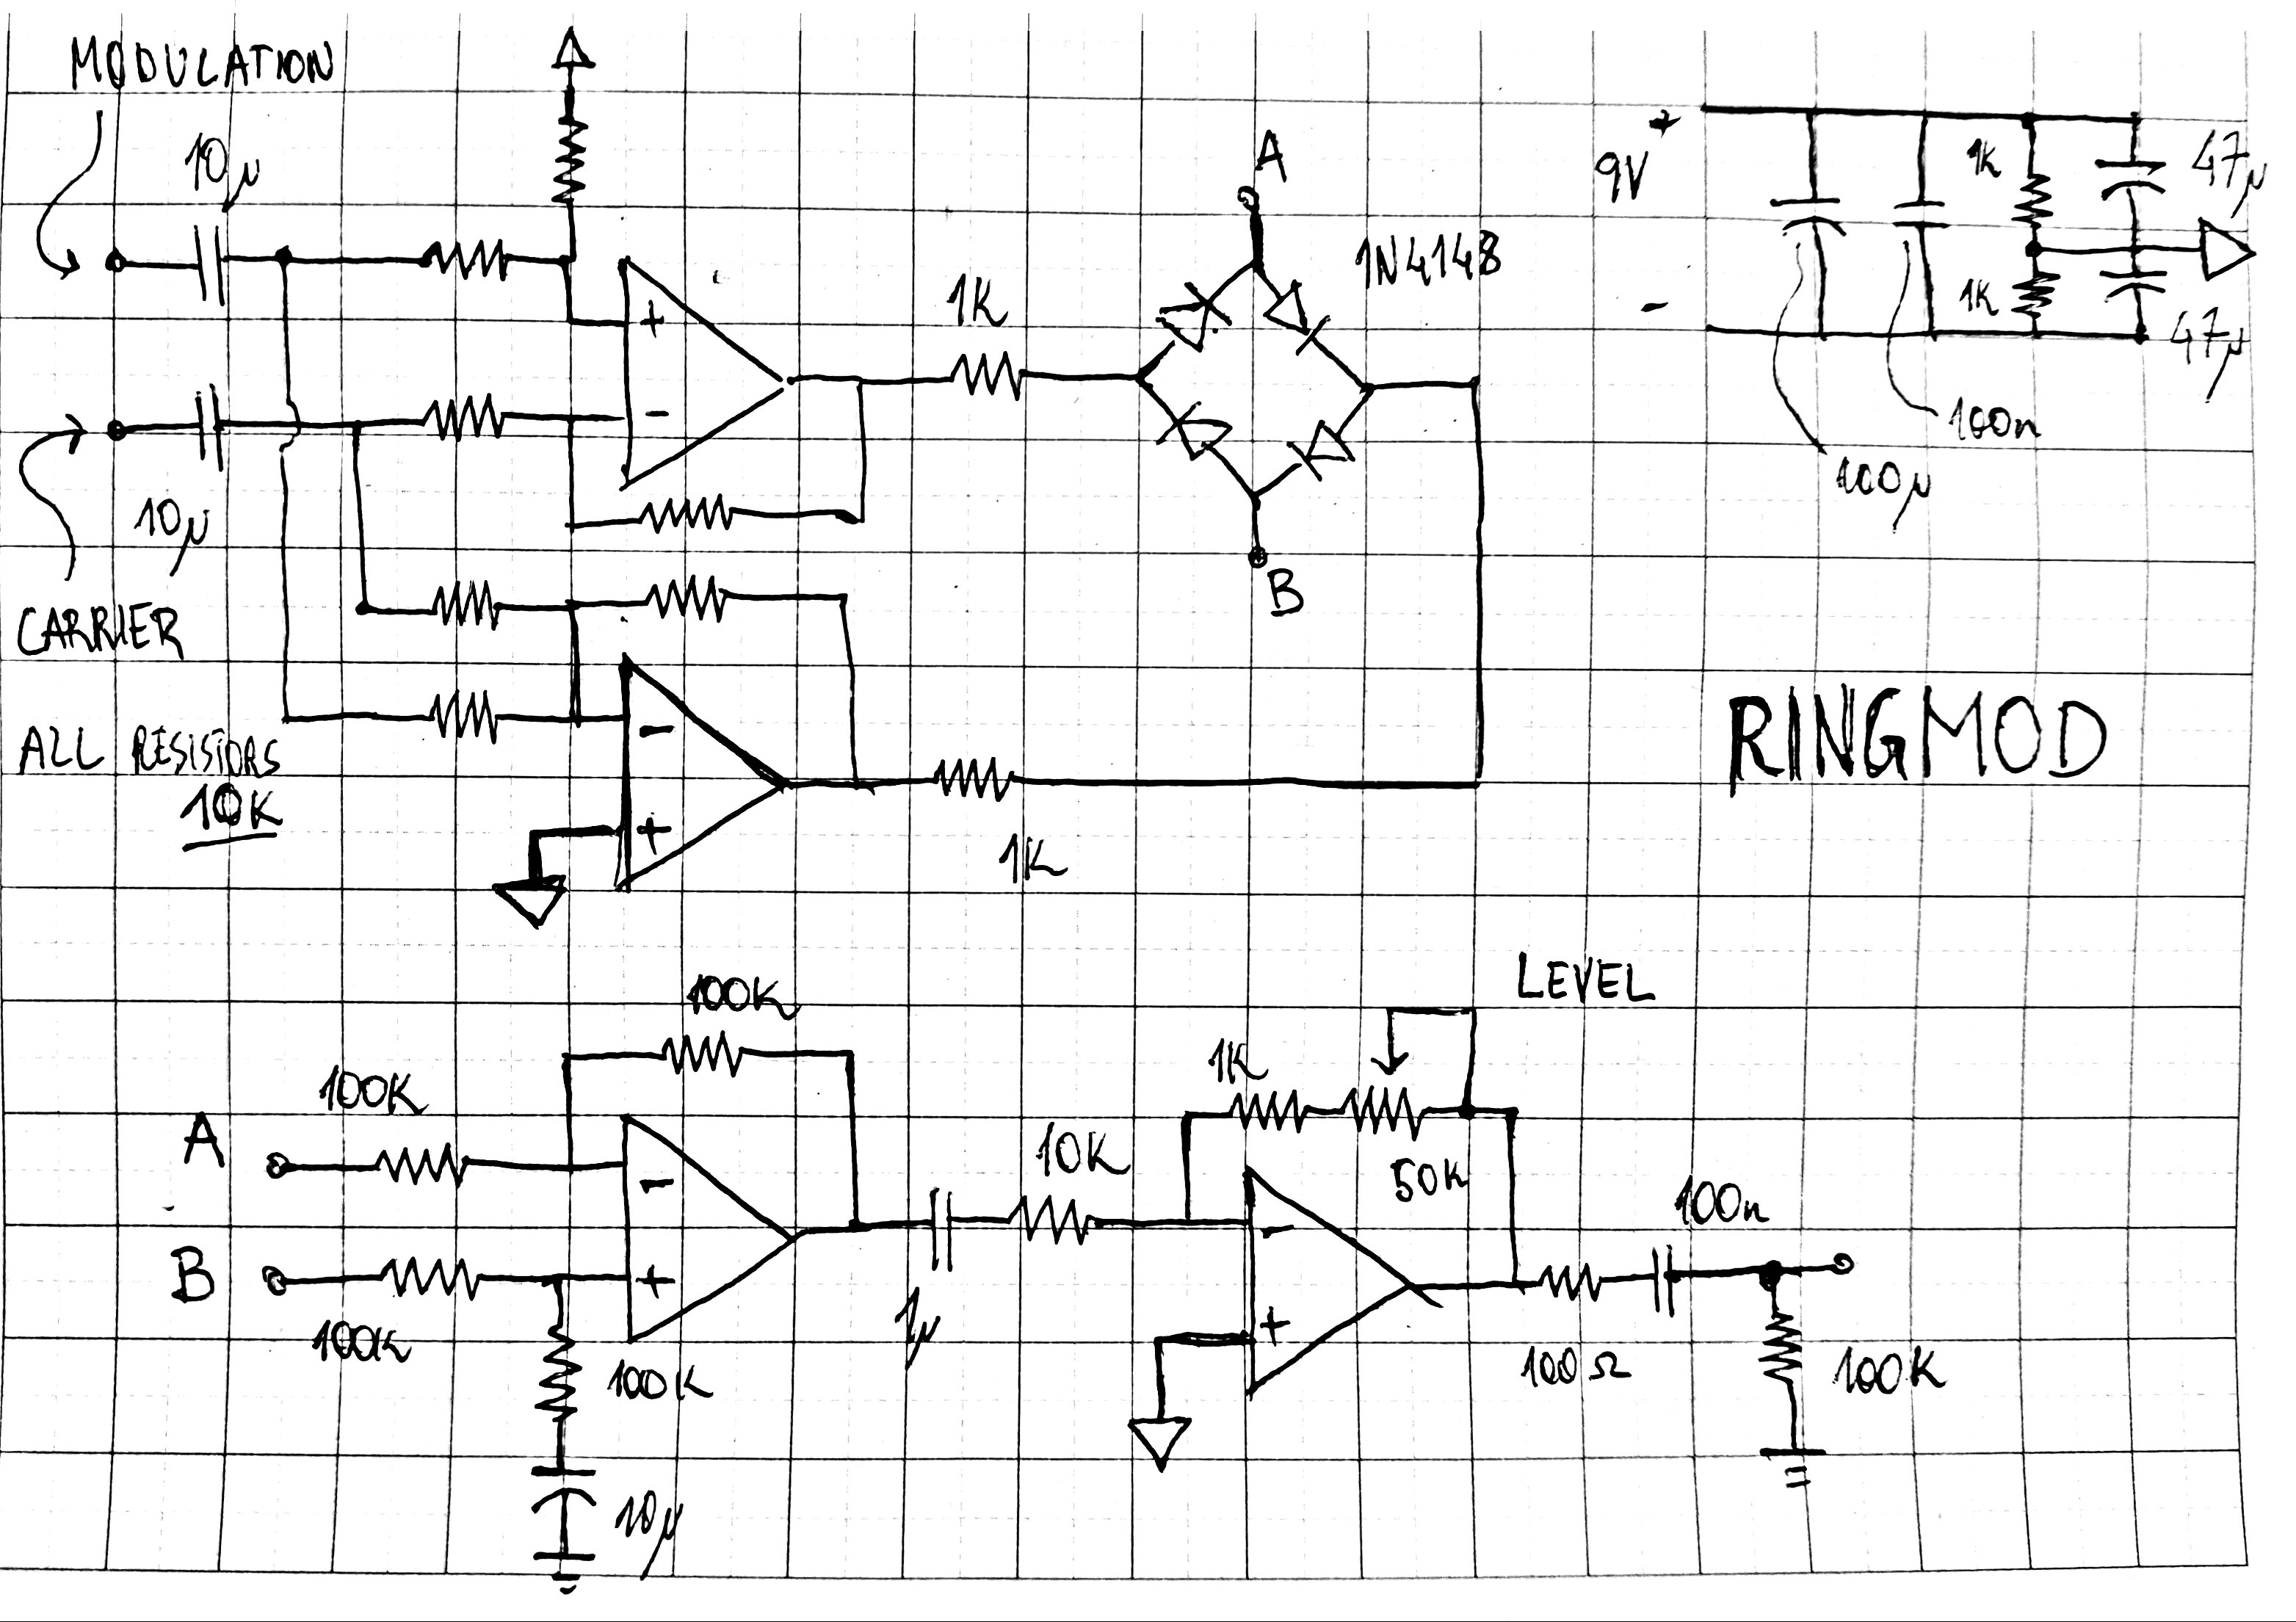 MODULATION
10µ
A
+
9V
1K
47µ
1N4148
+
1K
1K
-
47µ
-
100n
10µ
100µ
B
CARRIER
ALL RESISTORS
10K
-
RINGMOD
+
1K
LEVEL
100K
1K
100K
A
10K
-
50K
100n
-
B
+
1µ
+
100K
100K
100Ω
100K
10µ